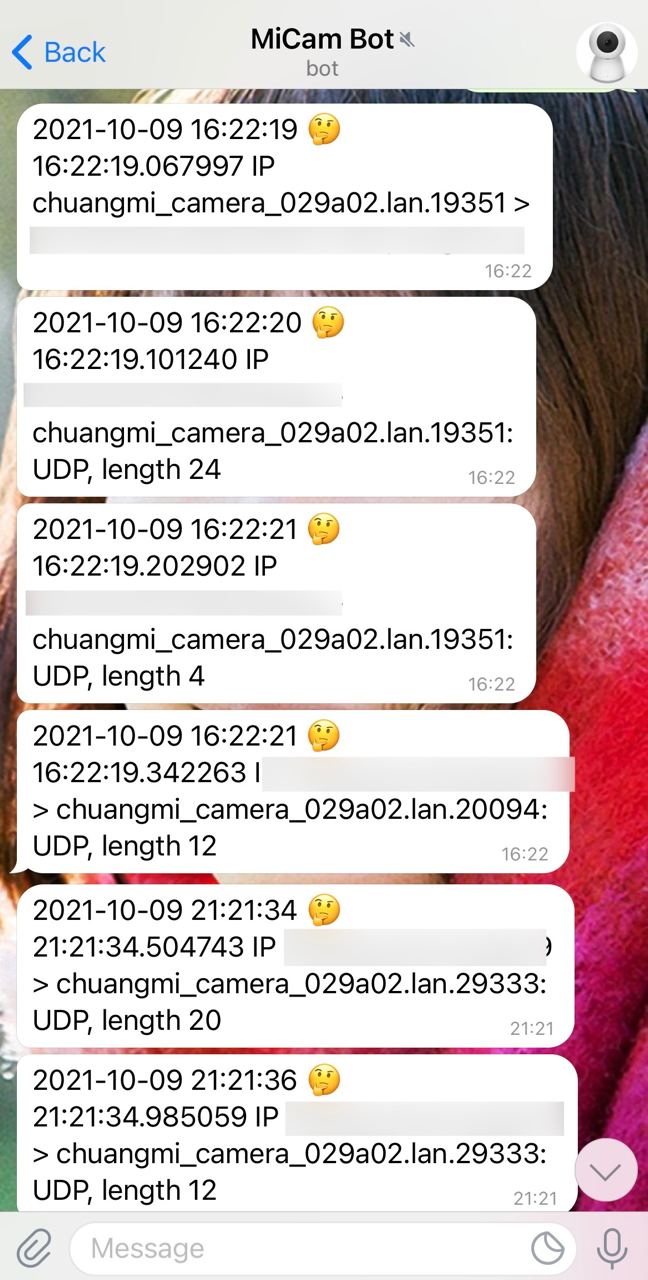 Back
MiCam Bot
bot
2021-10-09 16:22:19 🤔
16:22:19.067997 IP
chuangmi_camera_029a02.lan.19351 >
16:22
2021-10-09 16:22:20 🤔
16:22:19.101240 IP
chuangmi_camera_029a02.lan.19351:
UDP, length 24
16:22
2021-10-09 16:22:21 🤔
16:22:19.202902 IP
chuangmi_camera_029a02.lan.19351:
UDP, length 4
16:22
2021-10-09 16:22:21 🤔
16:22:19.342263 I
> chuangmi_camera_029a02.lan.20094:
UDP, length 12
16:22
2021-10-09 21:21:34 🤔
21:21:34.504743 IP
> chuangmi_camera_029a02.lan.29333:
UDP, length 20
21:21
2021-10-09 21:21:36 🤔
21:21:34.985059 IP
> chuangmi_camera_029a02.lan.29333:
UDP, length 12
21:21
Message